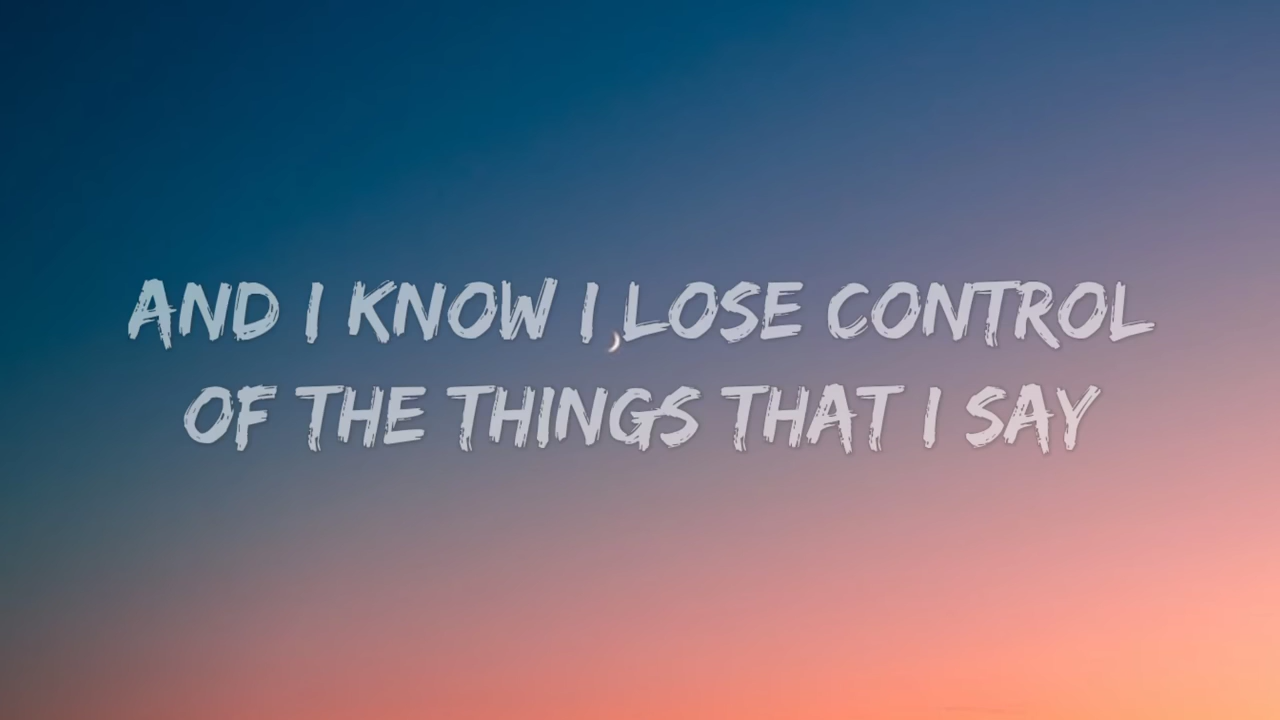 AND I KNOW I LOSE CONTROL
OF THE THINGS THAT I SAY